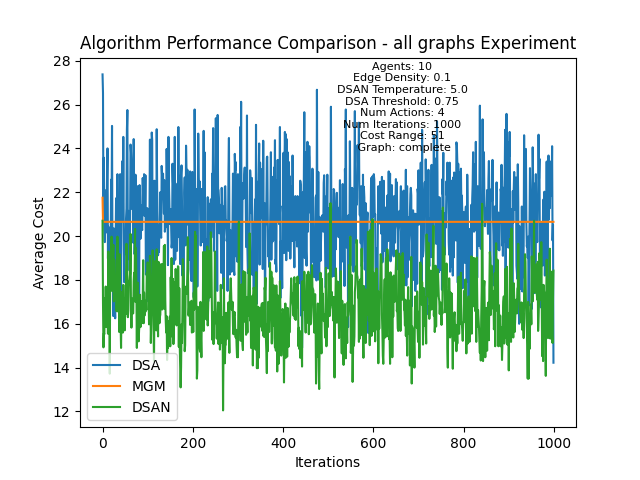 Algorithm Performance Comparison - all graphs Experiment
Agents: 10
Edge Density: 0.1
DSAN Temperature: 5.0
DSA Threshold: 0.75
Num Actions: 4
Num Iterations: 1000
Cost Range: 51
Graph: complete
28
26
24
22
20
18
16
14
12
Average Cost
DSA
MGM
DSAN
0 200 400 600 800 1000
Iterations